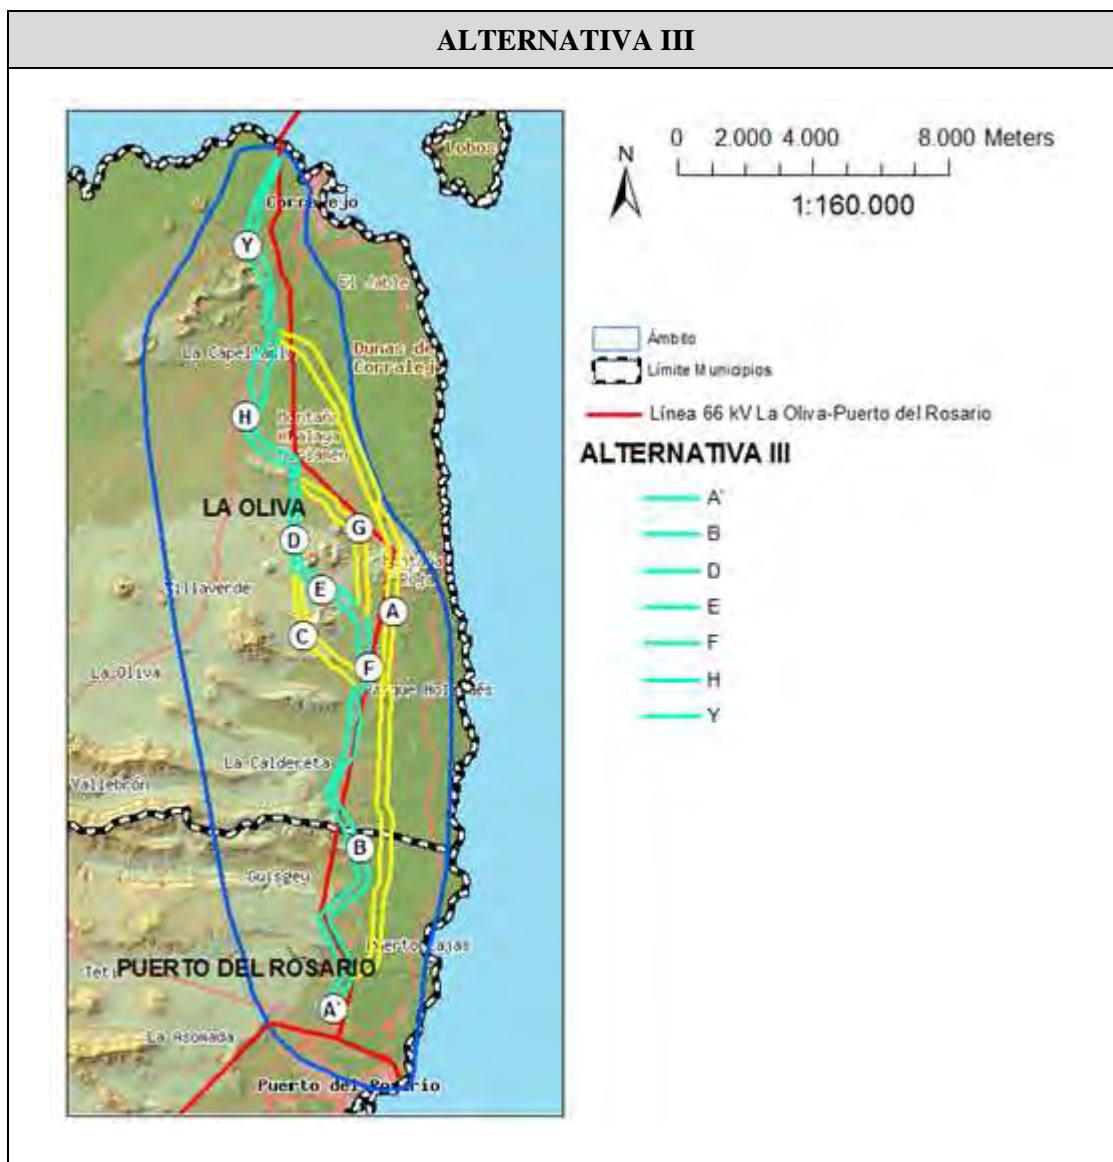 ALTERNATIVA III
N
0 2.000 4.000 8.000 Meters
1:160.000
Ámbito
Límite Municipios
Línea 66 kV La Oliva-Puerto del Rosario
ALTERNATIVA III
A'
B
D
E
F
H
Y
Lobos
Corralejo
Y
El Jable
La Capellanía
Dunas de
Corralejo
H
Montaña
LA OLIVA
G
D
Villaverde
E
A
C
La Oliva
F
Parque Holandés
La Caldereta
Vallebrón
B
Guisgey
Puerto Lajas
PUERTO DEL ROSARIO
A'
La Asomada
Puerto del Rosario